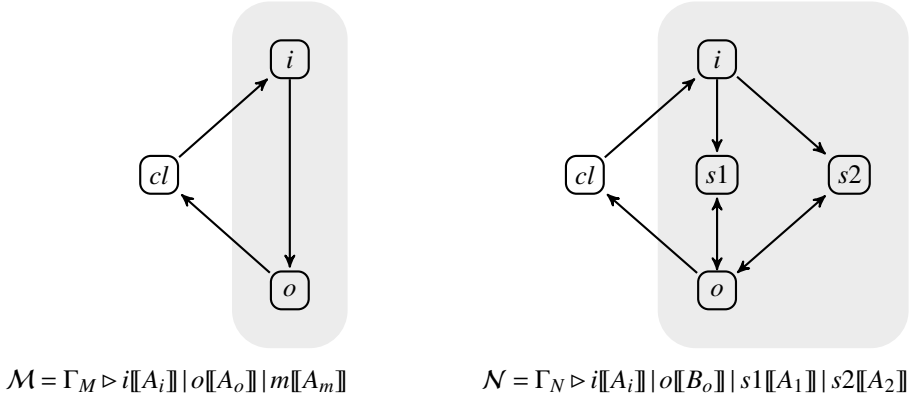 i i
cl cl s1 s2
o o
ℳ = Γ_M ▷ i⟦A_i⟧ | o⟦A_o⟧ | m⟦A_m⟧ 𝒩 = Γ_N ▷ i⟦A_i⟧ | o⟦B_o⟧ | s1⟦A_1⟧ | s2⟦A_2⟧